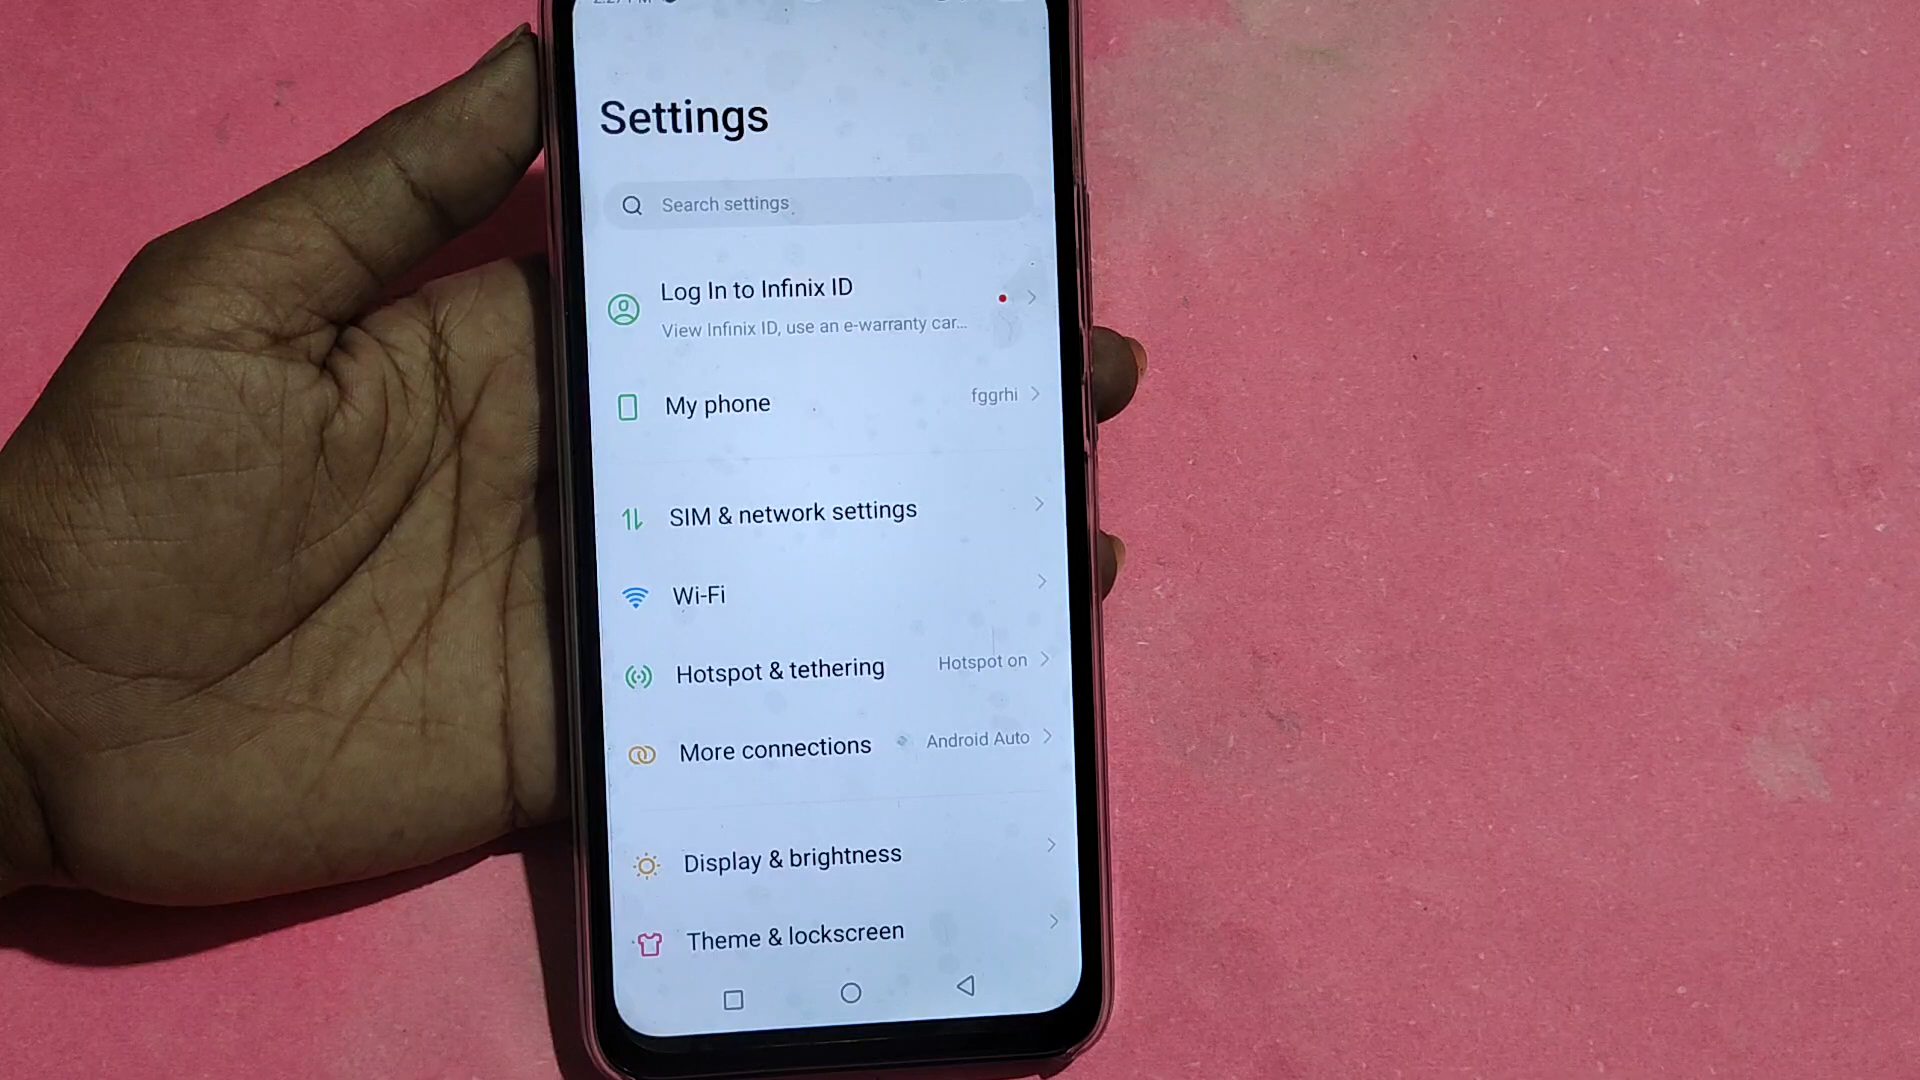 Settings
Search settings
Log In to Infinix ID
View Infinix ID, use an e-warranty car...
My phone
fggrhi
SIM & network settings
Wi-Fi
Hotspot & tethering
Hotspot on
More connections
Android Auto
Display & brightness
Theme & lockscreen